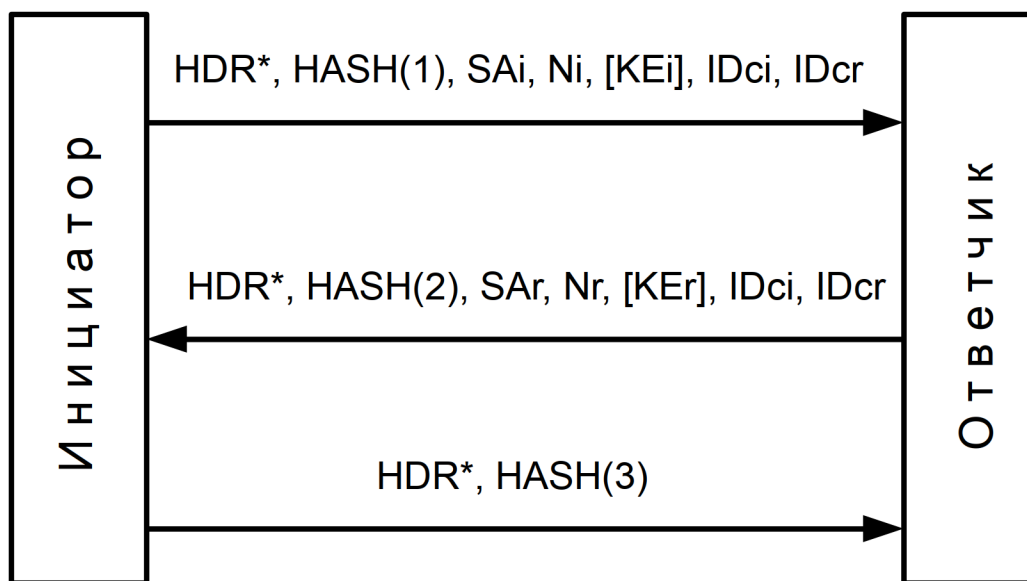 Инициатор
HDR*, HASH(1), SAi, Ni, [KEi], IDci, IDcr
HDR*, HASH(2), SAr, Nr, [KEr], IDci, IDcr
HDR*, HASH(3)
Ответчик